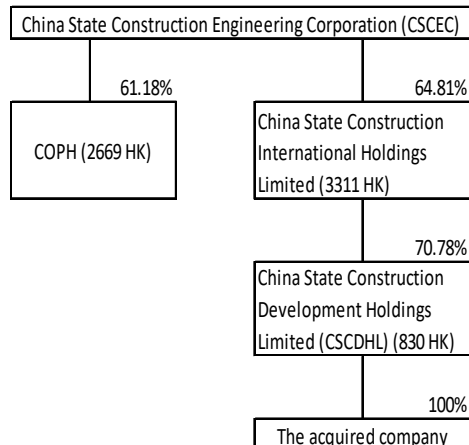 China State Construction Engineering Corporation (CSCEC)
61.18%
64.81%
COPH (2669 HK)
China State Construction
International Holdings
Limited (3311 HK)
70.78%
China State Construction
Development Holdings
Limited (CSCDHL) (830 HK)
100%
The acquired company